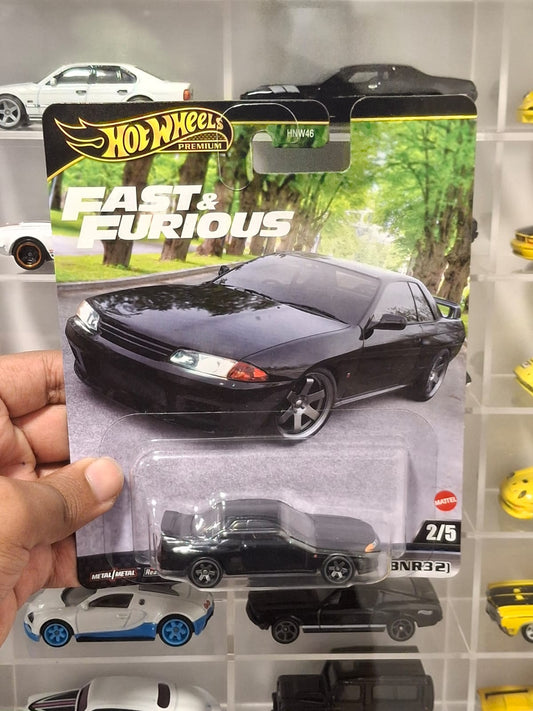 HOT WHEELS
PREMIUM
HNW46
FAST &
FURIOUS
MATTEL
2/5
BNR32)
METAL/METAL